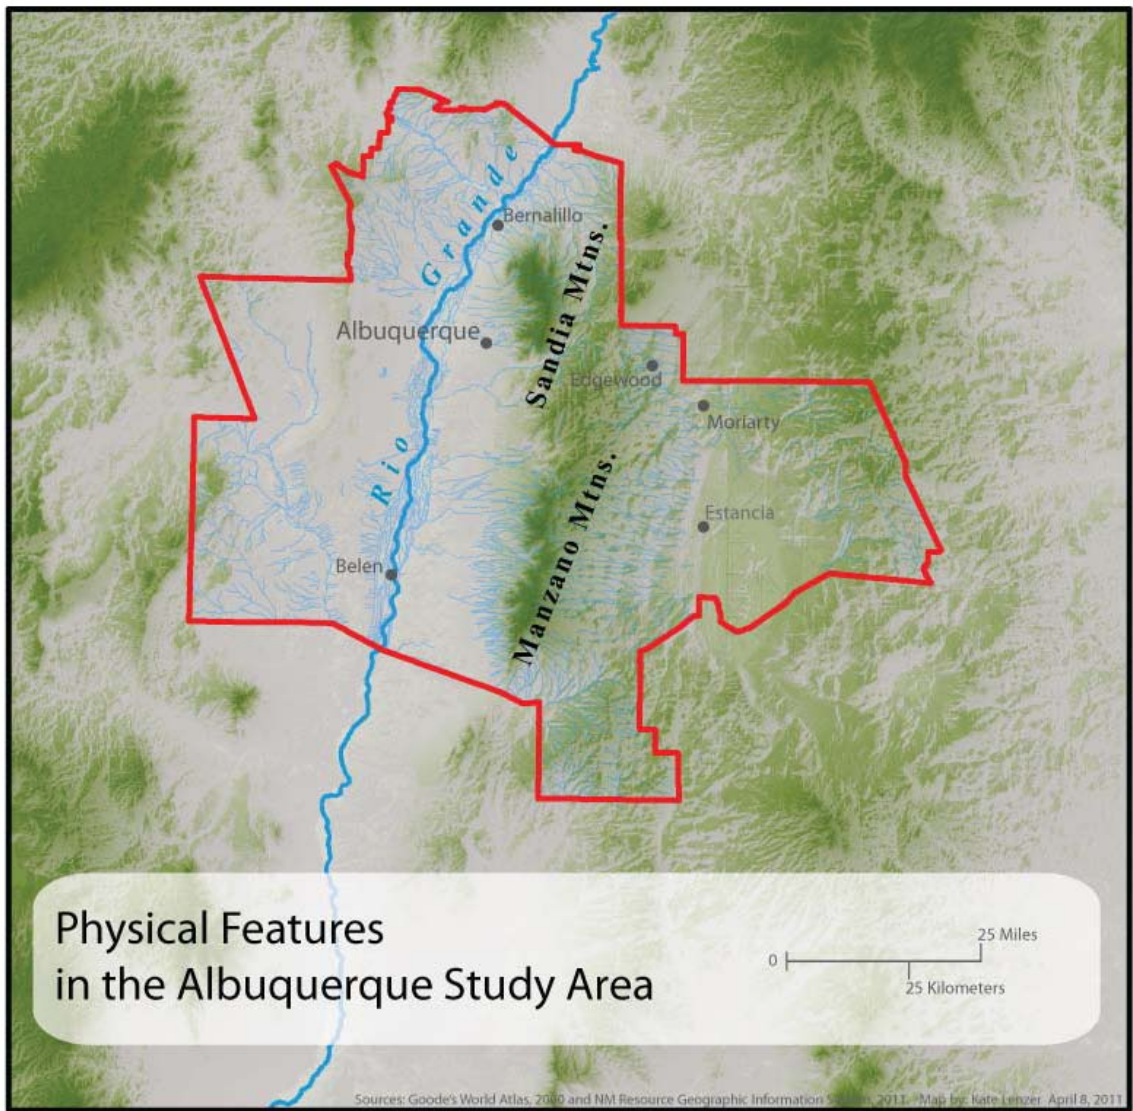 Rio Grande
Bernalillo
Sandia Mtns.
Albuquerque
Edgewood
Moriarty
Manzano Mtns.
Estancia
Belen
Physical Features
in the Albuquerque Study Area
0
25 Miles
25 Kilometers
Sources: Goode's World Atlas, 2000 and NM Resource Geographic Information System, 2011 Map by: Kate Lenzer April 8, 2011